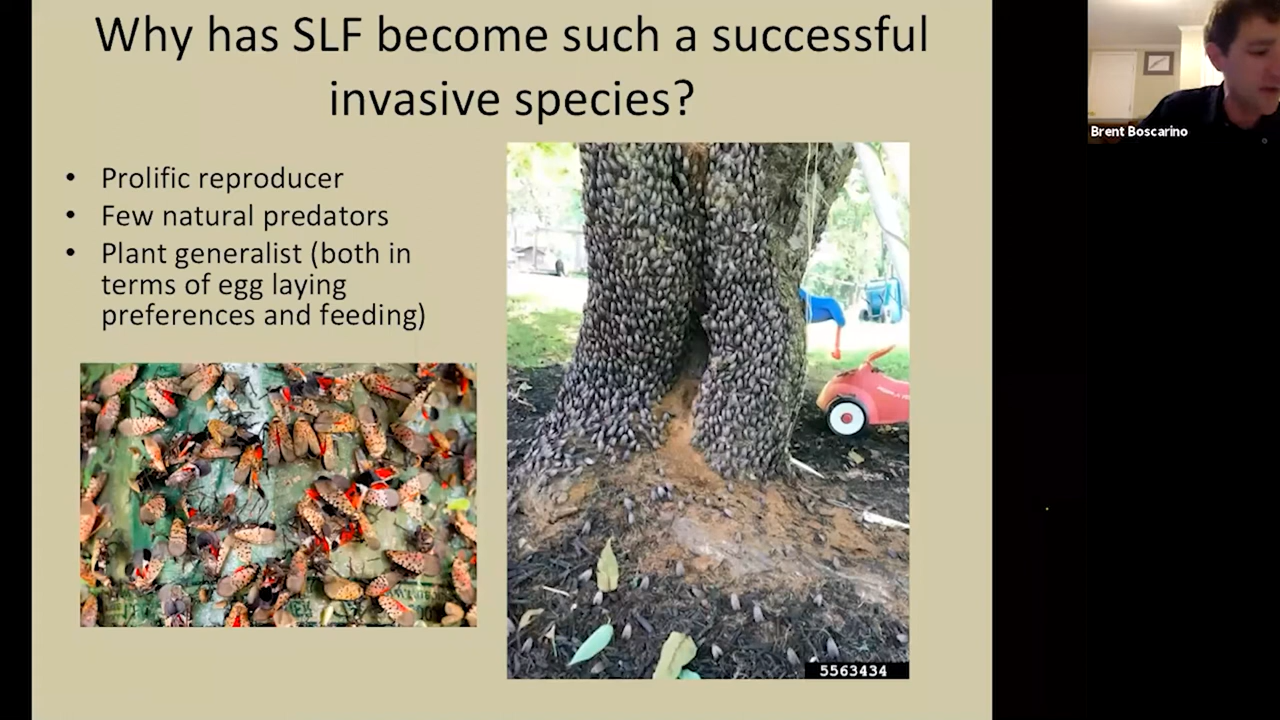 Why has SLF become such a successful
invasive species?
• Prolific reproducer
• Few natural predators
• Plant generalist (both in
terms of egg laying
preferences and feeding)
5563434
Brent Boscarino